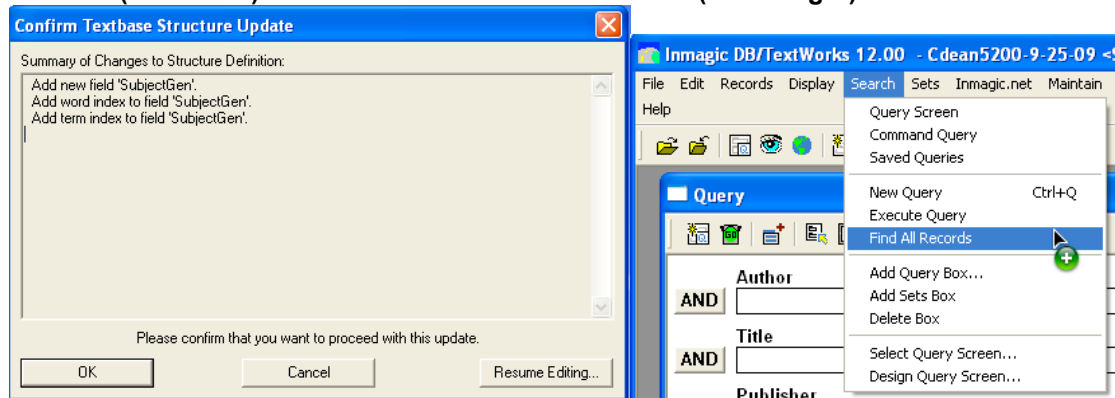 Confirm Textbase Structure Update
Summary of Changes to Structure Definition:
Add new field 'SubjectGen'.
Add word index to field 'SubjectGen'.
Add term index to field 'SubjectGen'.
Please confirm that you want to proceed with this update.
OK Cancel Resume Editing...
Inmagic DB/TextWorks 12.00 - Cdean5200-9-25-09 <S
File Edit Records Display Search Sets Inmagic.net Maintain
Help
Query Screen
Command Query
Saved Queries
New Query Ctrl+Q
Execute Query
Find All Records
Add Query Box...
Add Sets Box
Delete Box
Select Query Screen...
Design Query Screen...
Query
GO
Author
AND
Title
AND
Publisher